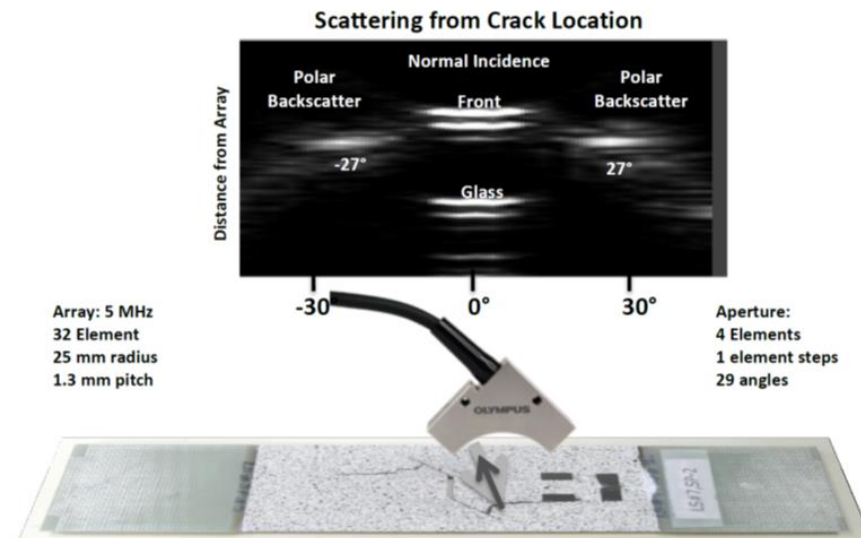 Scattering from Crack Location
Normal Incidence
Polar
Backscatter
Front
Polar
Backscatter
-27°
27°
Glass
Distance from Array
-30
0°
30°
Array: 5 MHz
32 Element
25 mm radius
1.3 mm pitch
Aperture:
4 Elements
1 element steps
29 angles
OLYMPUS